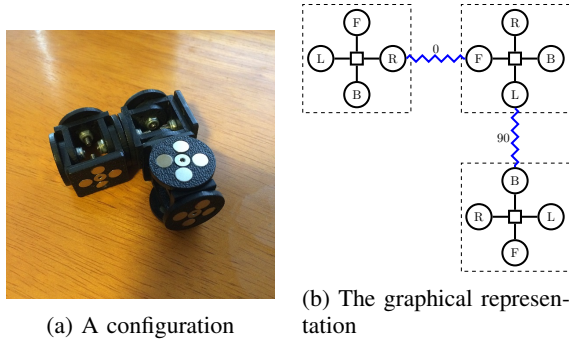 F
R
L
R
0
F
B
B
L
90
B
R
L
F
(a) A configuration
(b) The graphical represen-
tation